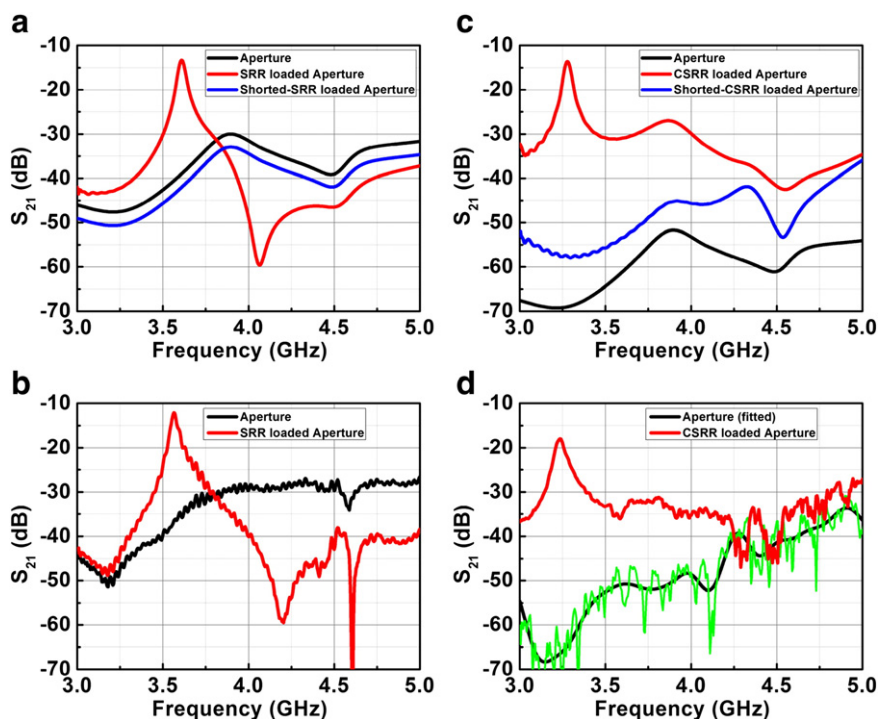 a
-10
-20
-30
-40
-50
-60
-70
S21 (dB)
Aperture
SRR loaded Aperture
Shorted-SRR loaded Aperture
3.0 3.5 4.0 4.5 5.0
Frequency (GHz)
c
-10
-20
-30
-40
-50
-60
-70
S21 (dB)
Aperture
CSRR loaded Aperture
Shorted-CSRR loaded Aperture
3.0 3.5 4.0 4.5 5.0
Frequency (GHz)
b
-10
-20
-30
-40
-50
-60
-70
S21 (dB)
Aperture
SRR loaded Aperture
3.0 3.5 4.0 4.5 5.0
Frequency (GHz)
d
-10
-20
-30
-40
-50
-60
-70
S21 (dB)
Aperture (fitted)
CSRR loaded Aperture
3.0 3.5 4.0 4.5 5.0
Frequency (GHz)